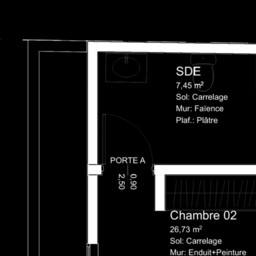 SDE
7,45 m²
Sol: Carrelage
Mur: Faïence
Plaf.: Plâtre
PORTE A
0,90
2,50
Chambre 02
26,73 m²
Sol: Carrelage
Mur: Enduit+Peinture